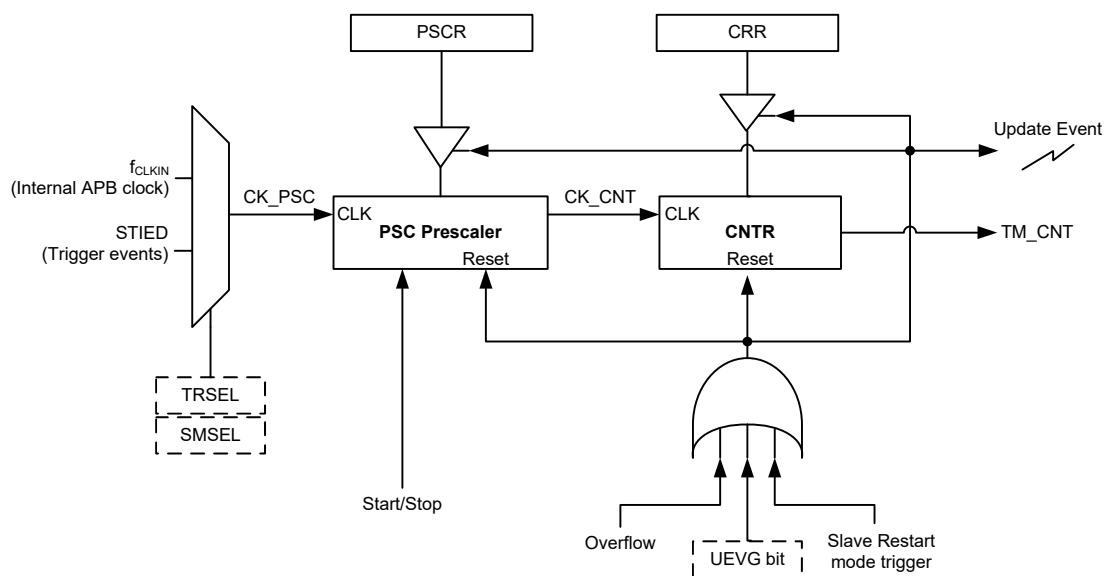 PSCR
CRR
Update Event
fCLKIN
(Internal APB clock)
CK_PSC
CK_CNT
CLK
PSC Prescaler
Reset
CLK
CNTR
Reset
TM_CNT
STIED
(Trigger events)
TRSEL
SMSEL
Start/Stop
Overflow
UEVG bit
Slave Restart
mode trigger